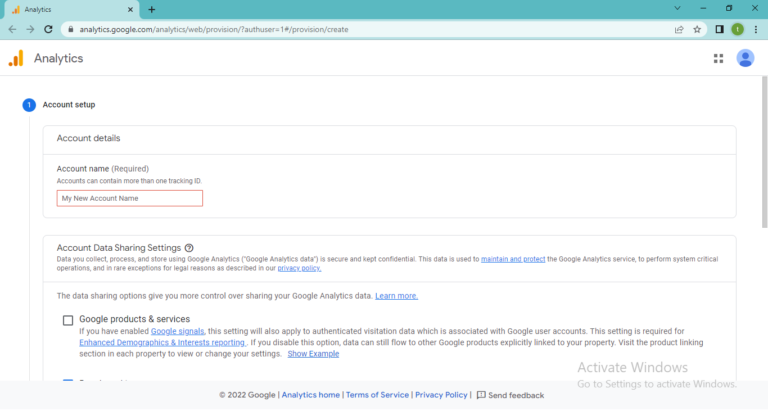 Analytics
analytics.google.com/analytics/web/provision/?authuser=1#/provision/create
Analytics
1 Account setup
Account details
Account name (Required)
Accounts can contain more than one tracking ID.
My New Account Name
Account Data Sharing Settings
Data you collect, process, and store using Google Analytics ("Google Analytics data") is secure and kept confidential. This data is used to maintain and protect the Google Analytics service, to perform system critical
operations, and in rare exceptions for legal reasons as described in our privacy policy.
The data sharing options give you more control over sharing your Google Analytics data. Learn more.
Google products & services
If you have enabled Google signals, this setting will also apply to authenticated visitation data which is associated with Google user accounts. This setting is required for
Enhanced Demographics & Interests reporting . If you disable this option, data can still flow to other Google products explicitly linked to your property. Visit the product linking
section in each property to view or change your settings. Show Example
Activate Windows
Go to Settings to activate Windows.
© 2022 Google | Analytics home | Terms of Service | Privacy Policy | Send feedback